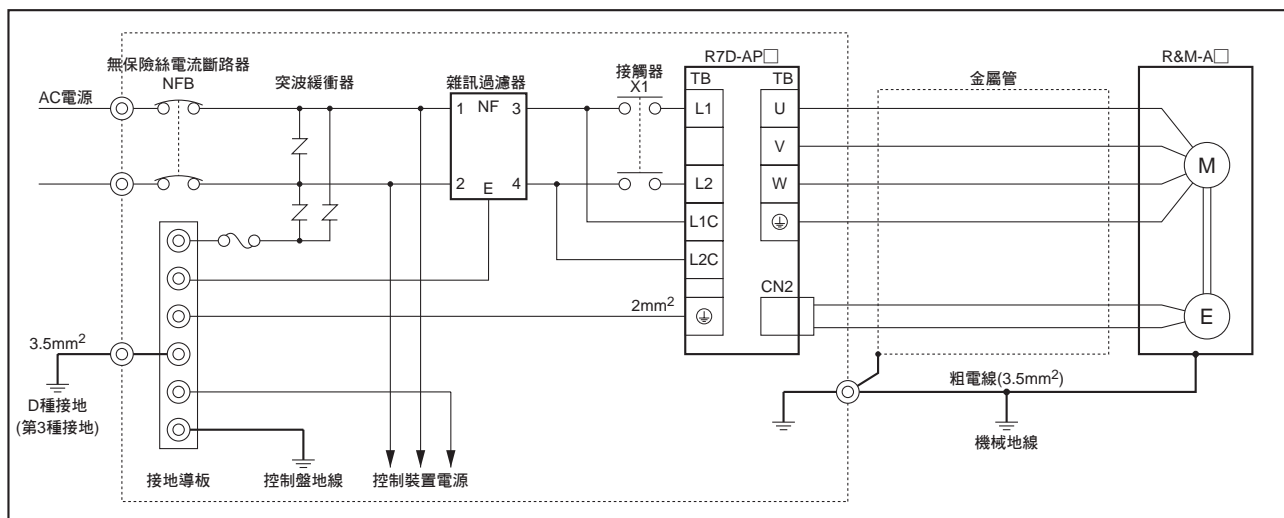 無保險絲電流斷路器
NFB
AC電源
突波緩衝器
雜訊過濾器
1 NF 3
2 E 4
接觸器
X1
R7D-AP□
TB TB
L1 U
V
L2 W
L1C
L2C
CN2
2mm²
金屬管
R&M-A□
M
E
3.5mm²
D種接地
(第3種接地)
接地導板
控制盤地線
控制裝置電源
粗電線(3.5mm²)
機械地線